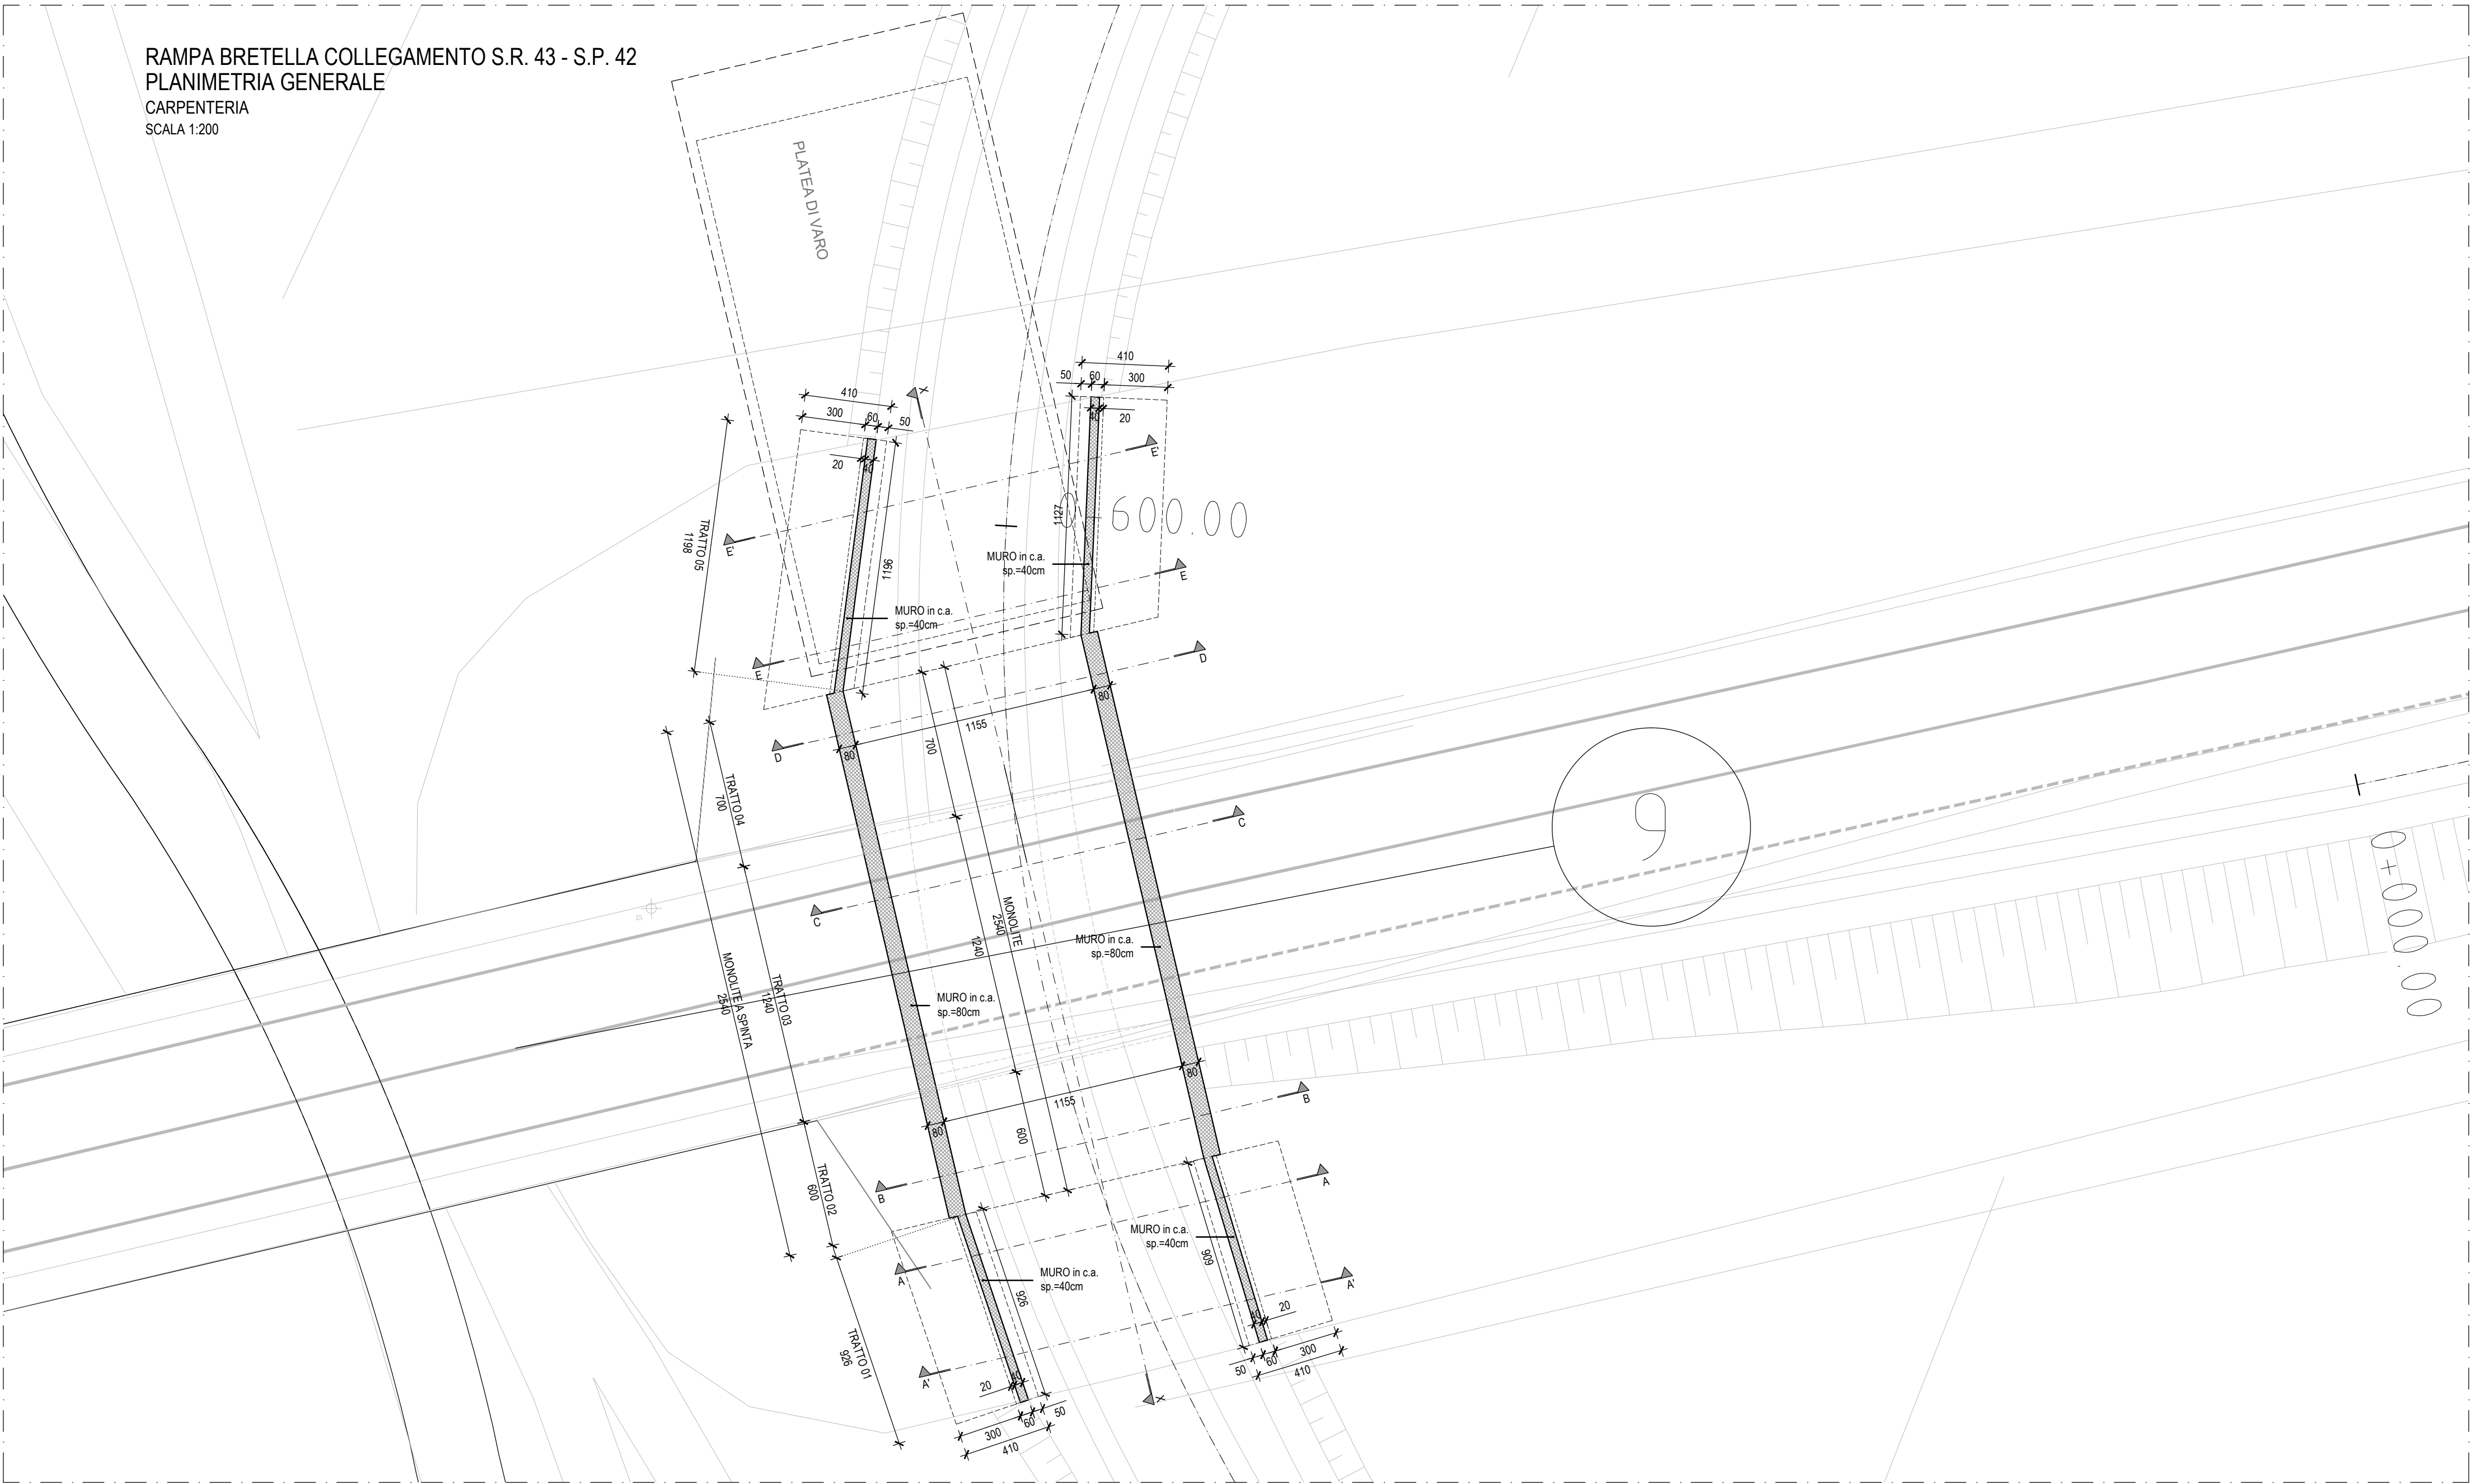 RAMPA BRETELLA COLLEGAMENTO S.R. 43 - S.P. 42
PLANIMETRIA GENERALE
CARPENTERIA
SCALA 1:200
PLATEA DI VARO
410
50 60 300
40 20
410
300 60 50
20 40
X
E'
E'
0+600.00
1127
MURO in c.a.
sp.=40cm
TRATTO 05
1198
1196
MURO in c.a.
sp.=40cm
E
E
D
D
80
1155
80
700
TRATTO 04
700
C
C
9
0+000.00
MONOLITE
2540
1240
MURO in c.a.
sp.=80cm
MURO in c.a.
sp.=80cm
MONOLITE A SPINTA
2540
TRATTO 03
1240
80
1155
80
600
B
B
TRATTO 02
600
A
A
MURO in c.a.
sp.=40cm
909
MURO in c.a.
sp.=40cm
926
A'
A'
TRATTO 01
926
40 20
50 60 300
410
X
20 40
300 60 50
410